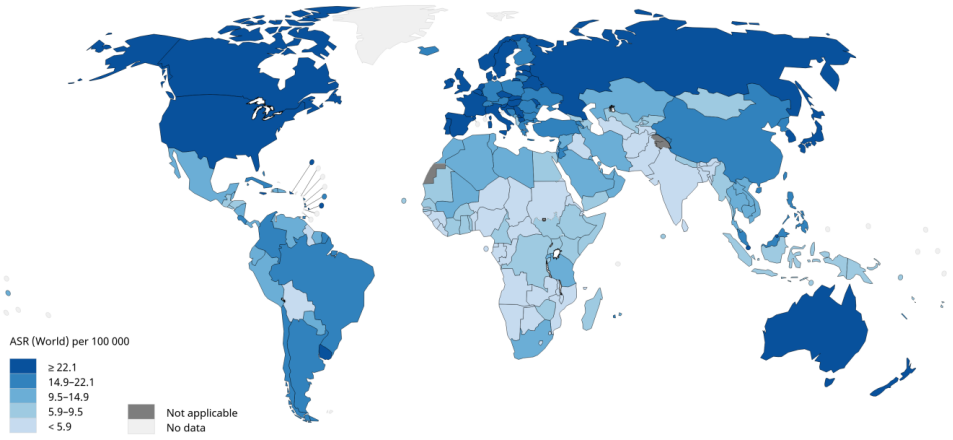 ASR (World) per 100 000
≥ 22.1
14.9–22.1
9.5–14.9
5.9–9.5
< 5.9
Not applicable
No data